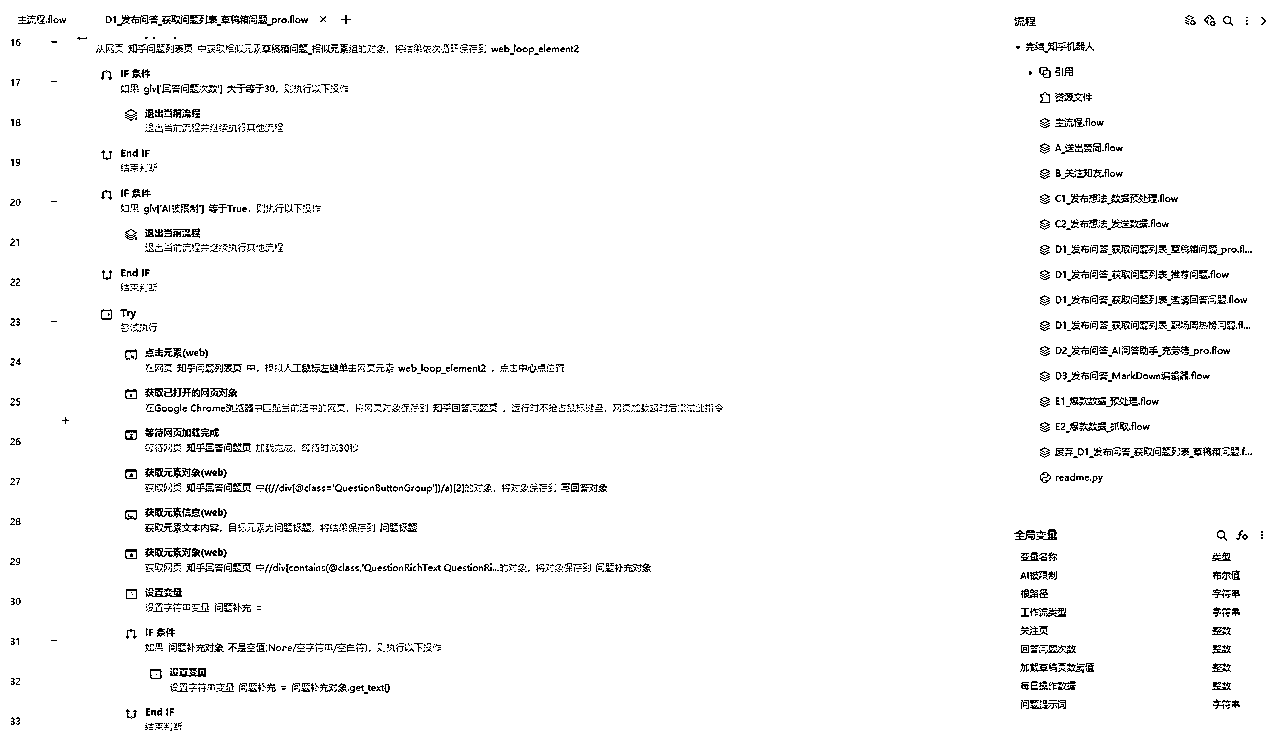 主流程.flow
D1_发布问答_获取问题列表_草稿箱问题_pro.flow
16
从网页 知乎问题列表页 中获取相似元素草稿箱问题_相似元素组的对象，将结果依次循环保存到 web_loop_element2
17
IF 条件
如果 glv['回答问题次数'] 大于等于30，则执行以下操作
18
退出当前流程
退出当前流程并继续执行其他流程
19
End IF
结束判断
20
IF 条件
如果 glv['AI被限制'] 等于True，则执行以下操作
21
退出当前流程
退出当前流程并继续执行其他流程
22
End IF
结束判断
23
Try
尝试执行
24
点击元素(web)
在网页 知乎问题列表页 中，模拟人工鼠标左键单击网页元素 web_loop_element2 ，点击中心点位置
25
获取已打开的网页对象
在Google Chrome浏览器中匹配当前选中的网页，将网页对象保存到 知乎回答问题页 ，运行时不抢占鼠标键盘，网页加载超时后
26
等待网页加载完成
等待网页 知乎回答问题页 加载完成，等待时间30秒
27
获取元素对象(web)
获取网页 知乎回答问题页 中((//div[@class='QuestionButtonGroup'])/a)[2]的对象，将对象保存到 写回答对象
28
获取元素信息(web)
获取元素文本内容，目标元素为问题标题，将结果保存到 问题标题
29
获取元素对象(web)
获取网页 知乎回答问题页 中//div[contains(@class,'QuestionRichText QuestionRi...的对象，将对象保存到 问题补充对象
30
设置变量
设置字符串变量 问题补充 =
31
IF 条件
如果 问题补充对象 不是空值(None/空字符串/空白符)，则执行以下操作
32
设置变量
设置字符串变量 问题补充 = 问题补充对象.get_text()
33
End IF
结束判断
流程
完结_知乎机器人
引用
资源文件
主流程.flow
A_送出赞同.flow
B_关注知友.flow
C1_发布想法_数据预处理.flow
C2_发布想法_发送数据.flow
D1_发布问答_获取问题列表_草稿箱问题_pro.fl...
D1_发布问答_获取问题列表_推荐问题.flow
D1_发布问答_获取问题列表_邀请回答问题.flow
D1_发布问答_获取问题列表_职场周热榜问题.fl...
D2_发布问答_AI问答助手_克劳德_pro.flow
D3_发布问答_MarkDown编辑器.flow
E1_爆款数据_预处理.flow
E2_爆款数据_抓取.flow
废弃_D1_发布问答_获取问题列表_草稿箱问题.f...
readme.py
全局变量
变量名称 类型
AI被限制 布尔值
根路径 字符串
工作流类型 字符串
关注页 整数
回答问题次数 整数
加载草稿页数阈值 整数
每日操作数据 整数
问题提示词 字符串